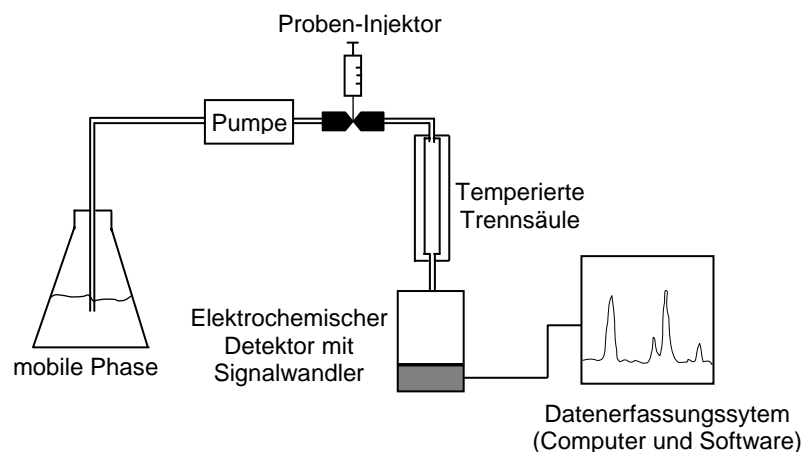 Proben-Injektor
Pumpe
Temperierte
Trennsäule
mobile Phase
Elektrochemischer
Detektor mit
Signalwandler
Datenerfassungssytem
(Computer und Software)